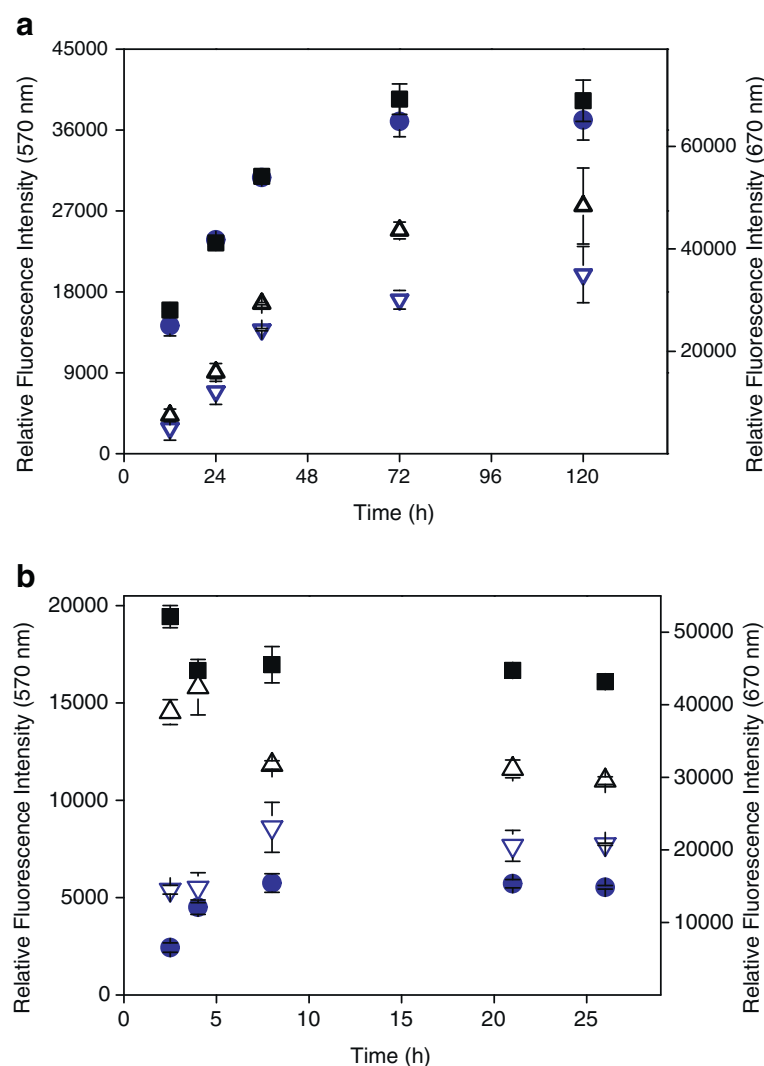 a
45000
36000
27000
18000
9000
0
60000
40000
20000
0 24 48 72 96 120
Relative Fluorescence Intensity (570 nm)
Relative Fluorescence Intensity (670 nm)
Time (h)
b
20000
15000
10000
5000
0
50000
40000
30000
20000
10000
0 5 10 15 20 25
Relative Fluorescence Intensity (570 nm)
Relative Fluorescence Intensity (670 nm)
Time (h)